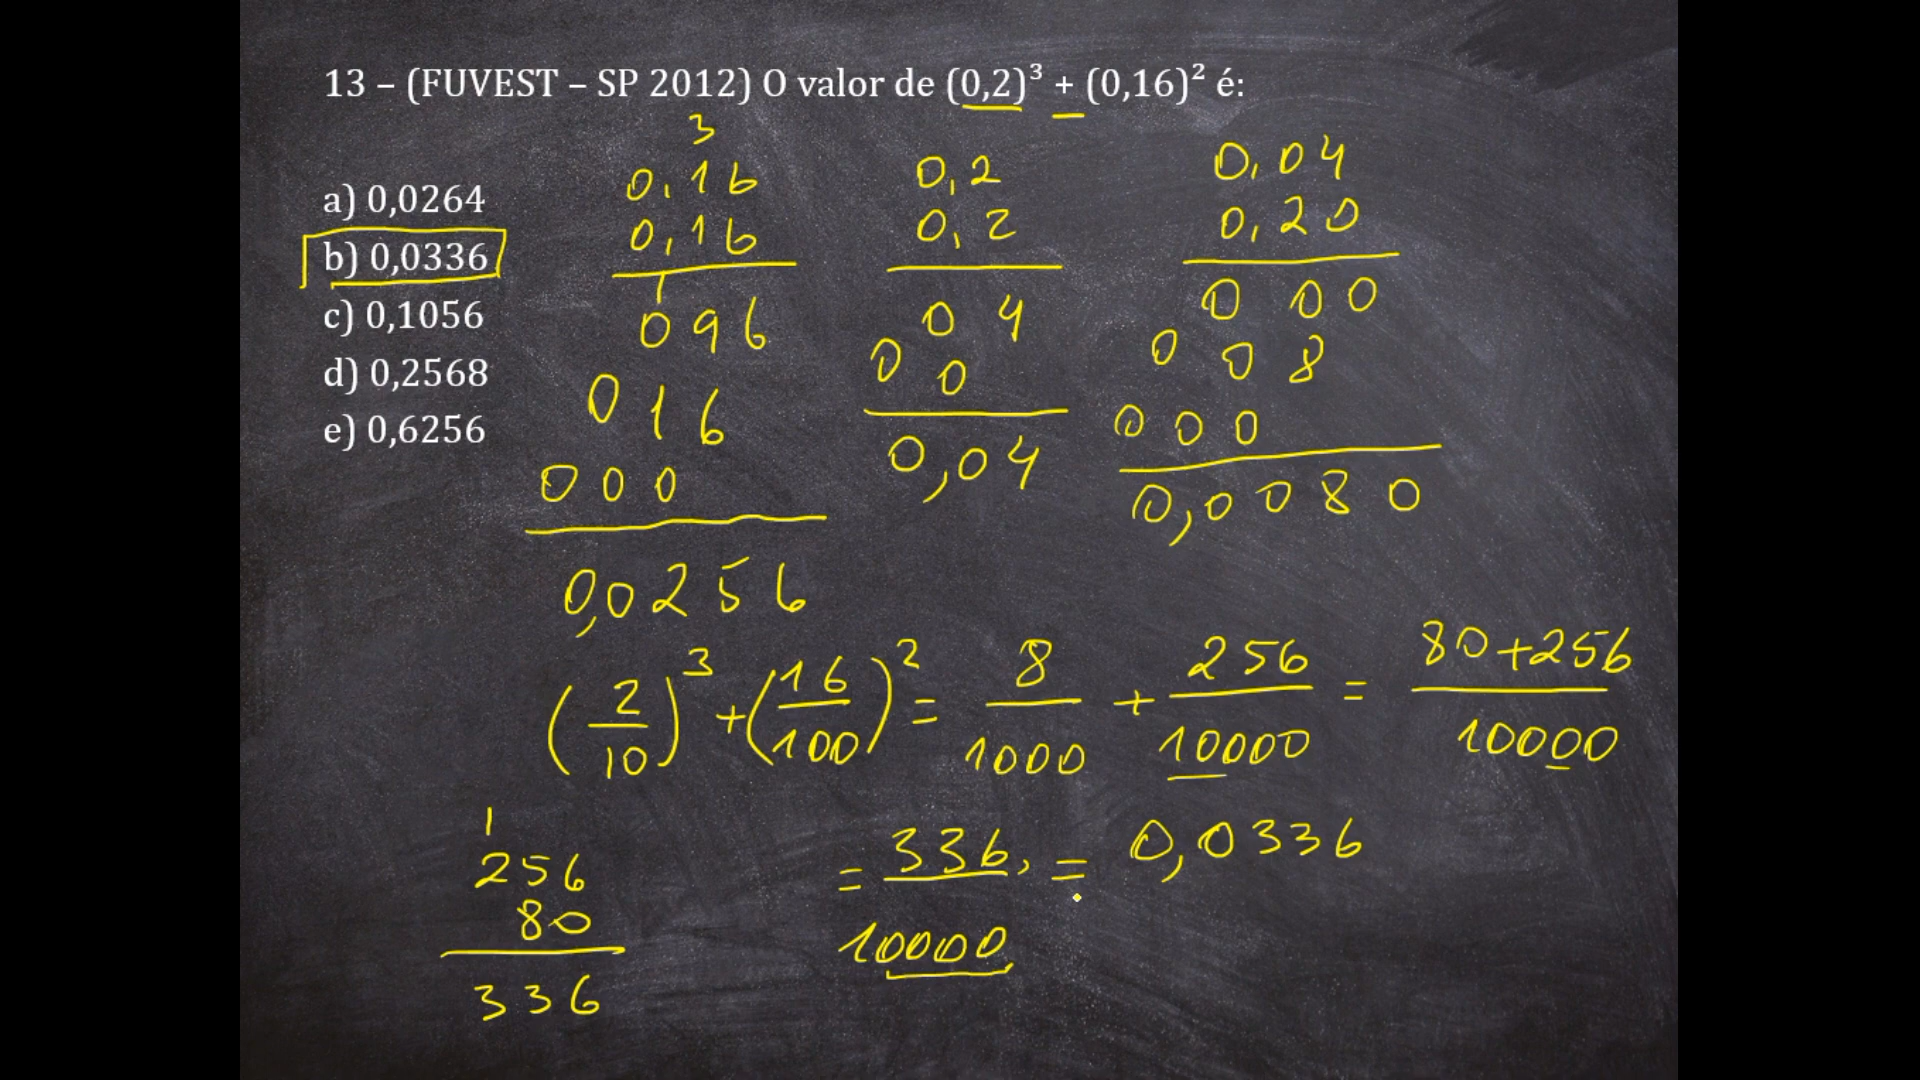 13 – (FUVEST – SP 2012) O valor de (0,2)³ + (0,16)² é:
a) 0,0264
b) 0,0336
c) 0,1056
d) 0,2568
e) 0,6256
3
0,16
0,16
1
096
016
000
0,0256
0,2
0,2
04
00
0,04
0,04
0,20
000
008
000
0,0080
(2/10)³ + (16/100)² = 8/1000 + 256/10000 = 80+256/10000
1
256
80
336
= 336/10000 = 0,0336